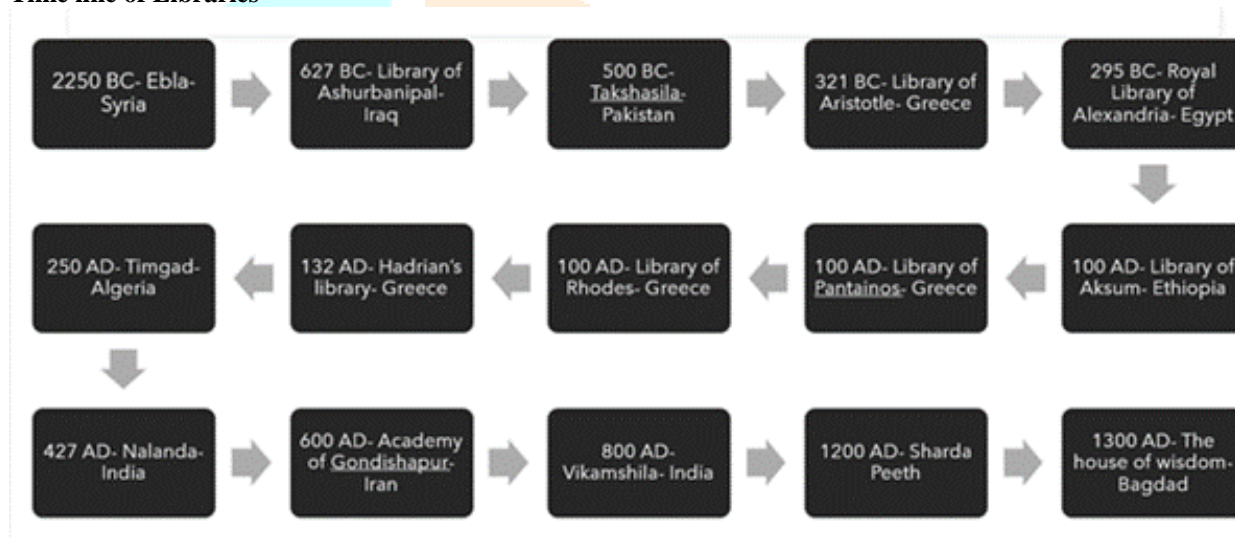 Time line of Libraries
2250 BC- Ebla-
Syria
627 BC- Library of
Ashurbanipal-
Iraq
500 BC-
Takshasila-
Pakistan
321 BC- Library of
Aristotle- Greece
295 BC- Royal
Library of
Alexandria- Egypt
100 AD- Library of
Aksum- Ethiopia
100 AD- Library of
Pantainos- Greece
100 AD- Library of
Rhodes- Greece
132 AD- Hadrian's
library- Greece
250 AD- Timgad-
Algeria
427 AD- Nalanda-
India
600 AD- Academy
of Gondishapur-
Iran
800 AD-
Vikamshila- India
1200 AD- Sharda
Peeth
1300 AD- The
house of wisdom-
Bagdad